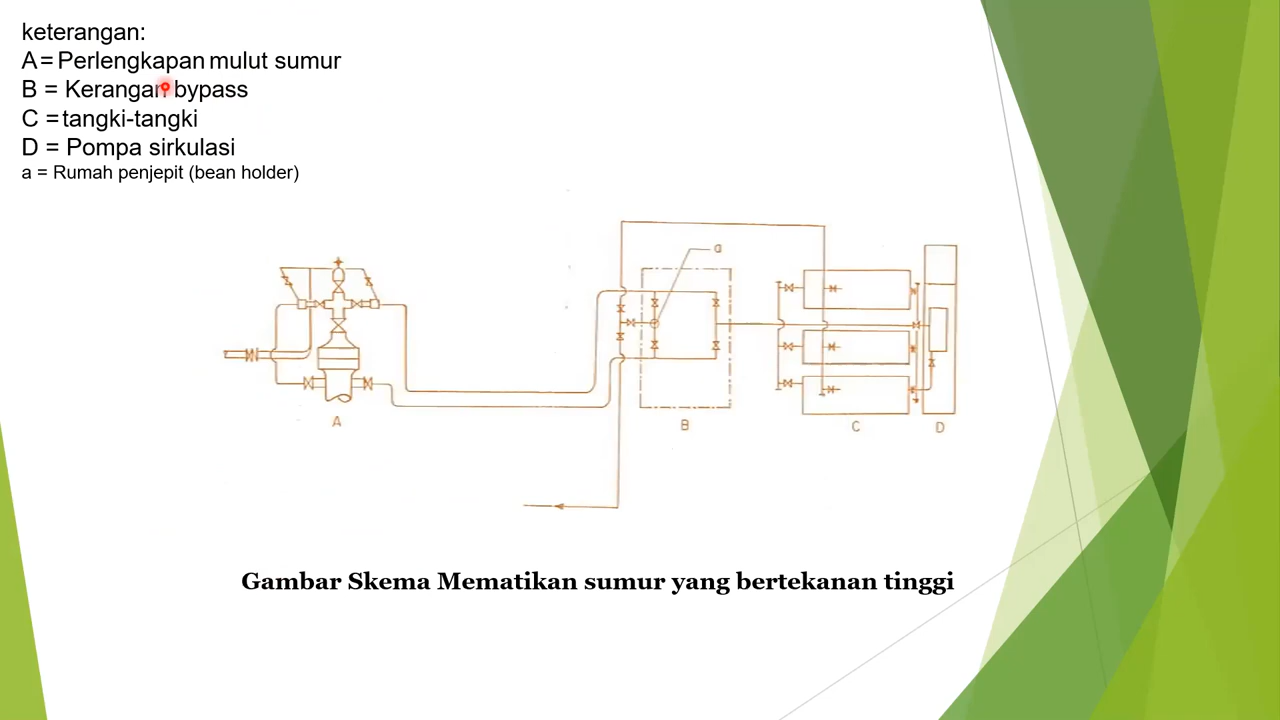 keterangan:
A = Perlengkapan mulut sumur
B = Kerangan bypass
C = tangki-tangki
D = Pompa sirkulasi
a = Rumah penjepit (bean holder)
a
A
B
C
D
Gambar Skema Mematikan sumur yang bertekanan tinggi